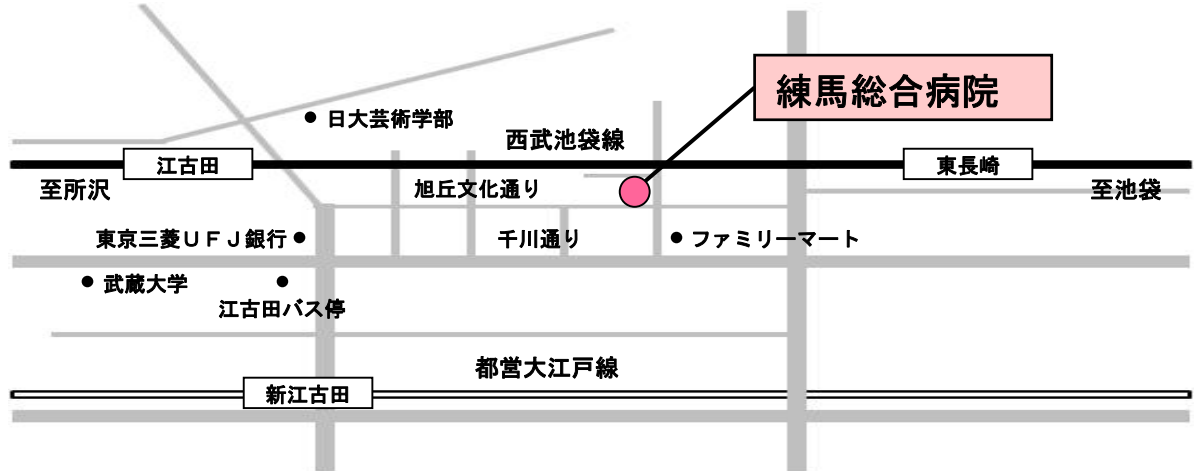 練馬総合病院
日大芸術学部
西武池袋線
江古田
東長崎
至所沢
旭丘文化通り
至池袋
東京三菱UFJ銀行
千川通り
ファミリーマート
武蔵大学
江古田バス停
都営大江戸線
新江古田